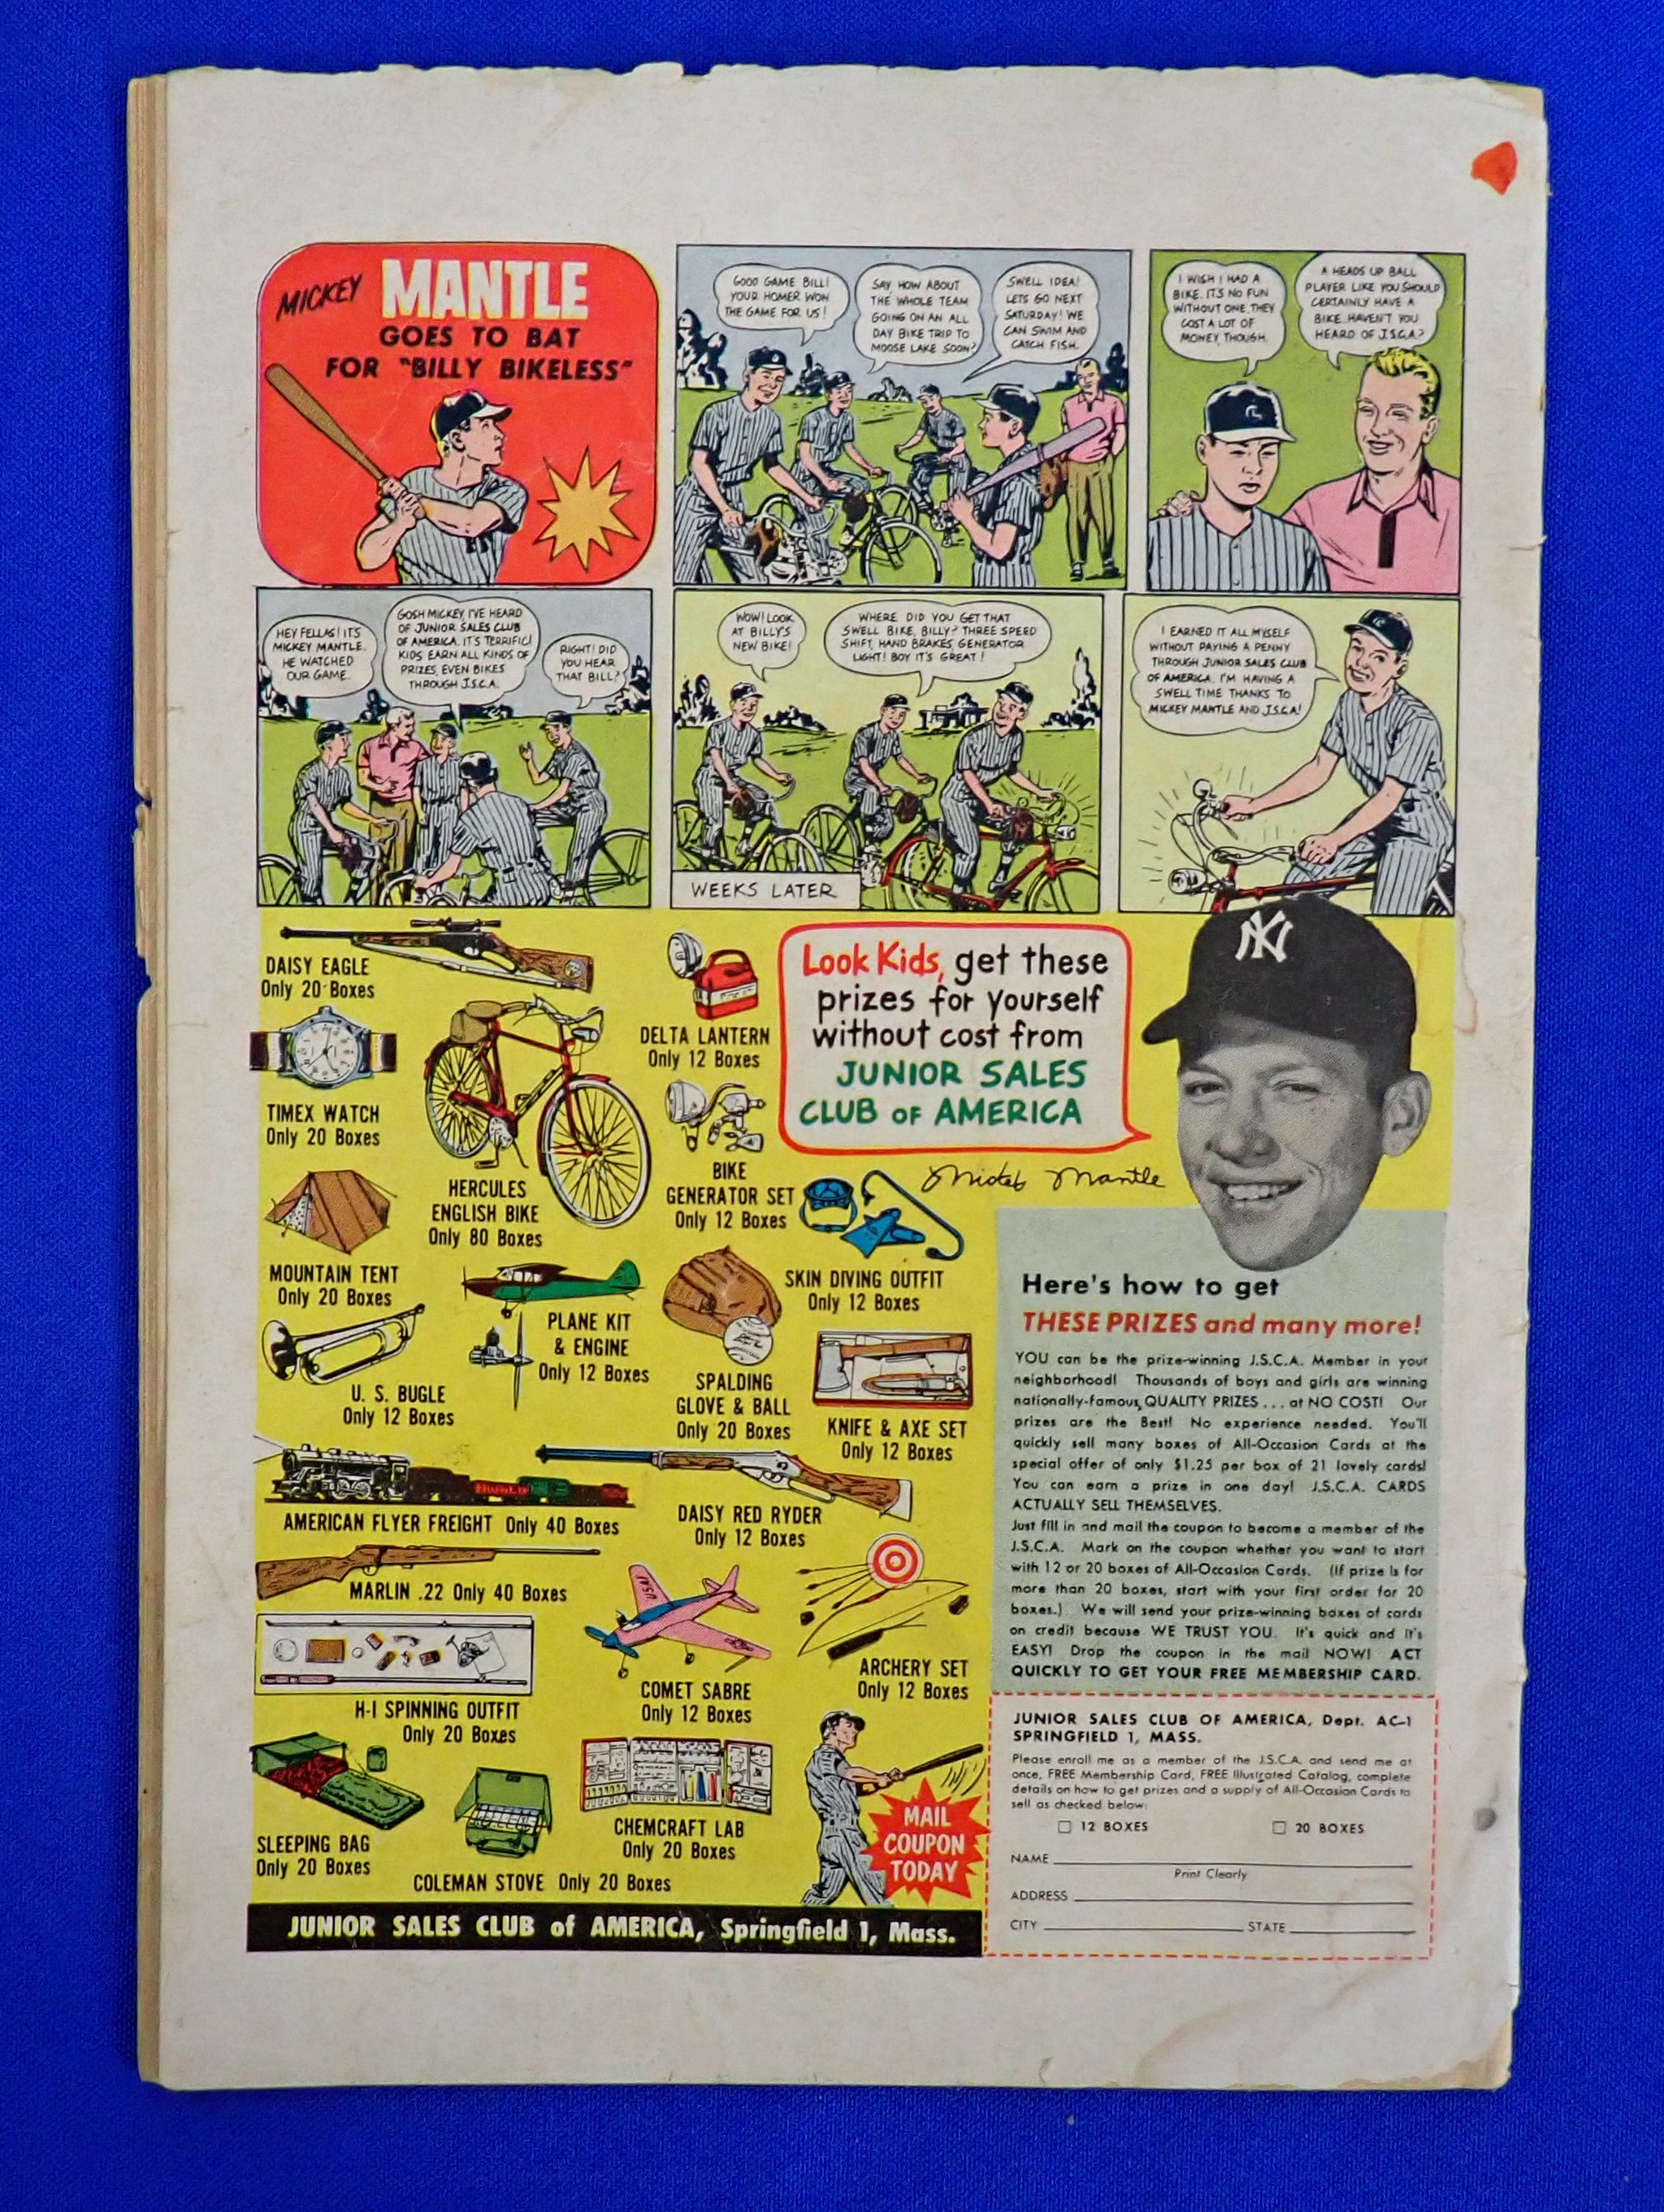 MICKEY MANTLE
GOES TO BAT
FOR "BILLY BIKELESS"
GOOD GAME BILL!
YOUR HOMER WON
THE GAME FOR US!
SAY, HOW ABOUT
THE WHOLE TEAM
GOING ON AN ALL
DAY BIKE TRIP TO
MOOSE LAKE SOON?
SWELL IDEA!
LETS GO NEXT
SATURDAY! WE
CAN SWIM AND
CATCH FISH.
I WISH I HAD A
BIKE. IT'S NO FUN
WITHOUT ONE. THEY
COST A LOT OF
MONEY, THOUGH.
A HEADS UP BALL
PLAYER LIKE YOU SHOULD
CERTAINLY HAVE A
BIKE. HAVEN'T YOU
HEARD OF J.S.C.A?
HEY FELLAS! IT'S
MICKEY MANTLE.
HE WATCHED
OUR GAME.
GOSH MICKEY, I'VE HEARD
OF JUNIOR SALES CLUB
OF AMERICA. IT'S TERRIFIC!
KIDS EARN ALL KINDS OF
PRIZES, EVEN BIKES
THROUGH J.S.C.A.
RIGHT! DID
YOU HEAR
THAT BILL?
WOW! LOOK
AT BILLY'S
NEW BIKE!
WHERE DID YOU GET THAT
SWELL BIKE, BILLY? THREE SPEED
SHIFT, HAND BRAKES, GENERATOR
LIGHT! BOY IT'S GREAT!
WEEKS LATER
I EARNED IT ALL MYSELF
WITHOUT PAYING A PENNY
THROUGH JUNIOR SALES CLUB
OF AMERICA. I'M HAVING A
SWELL TIME THANKS TO
MICKEY MANTLE AND J.S.C.A!
DAISY EAGLE
Only 20 Boxes
TIMEX WATCH
Only 20 Boxes
HERCULES
ENGLISH BIKE
Only 80 Boxes
DELTA LANTERN
Only 12 Boxes
BIKE
GENERATOR SET
Only 12 Boxes
Look Kids, get these
prizes for yourself
without cost from
JUNIOR SALES
CLUB OF AMERICA
Mickey Mantle
NY
MOUNTAIN TENT
Only 20 Boxes
PLANE KIT
& ENGINE
Only 12 Boxes
SKIN DIVING OUTFIT
Only 12 Boxes
U. S. BUGLE
Only 12 Boxes
SPALDING
GLOVE & BALL
Only 20 Boxes
KNIFE & AXE SET
Only 12 Boxes
AMERICAN FLYER FREIGHT Only 40 Boxes
DAISY RED RYDER
Only 12 Boxes
MARLIN .22 Only 40 Boxes
USAF
H-I SPINNING OUTFIT
Only 20 Boxes
COMET SABRE
Only 12 Boxes
ARCHERY SET
Only 12 Boxes
SLEEPING BAG
Only 20 Boxes
COLEMAN STOVE Only 20 Boxes
CHEMCRAFT LAB
Only 20 Boxes
MAIL
COUPON
TODAY
JUNIOR SALES CLUB of AMERICA, Springfield 1, Mass.
Here's how to get
THESE PRIZES and many more!
YOU can be the prize-winning J.S.C.A. Member in your
neighborhood! Thousands of boys and girls are winning
nationally-famous, QUALITY PRIZES . . . at NO COST! Our
prizes are the Best! No experience needed. You'll
quickly sell many boxes of All-Occasion Cards at the
special offer of only $1.25 per box of 21 lovely cards!
You can earn a prize in one day! J.S.C.A. CARDS
ACTUALLY SELL THEMSELVES.
Just fill in and mail the coupon to become a member of the
J.S.C.A. Mark on the coupon whether you want to start
with 12 or 20 boxes of All-Occasion Cards. (If prize is for
more than 20 boxes, start with your first order for 20
boxes.) We will send your prize-winning boxes of cards
on credit because WE TRUST YOU. It's quick and it's
EASY! Drop the coupon in the mail NOW! ACT
QUICKLY TO GET YOUR FREE MEMBERSHIP CARD.
JUNIOR SALES CLUB OF AMERICA, Dept. AC-1
SPRINGFIELD 1, MASS.
Please enroll me as a member of the J.S.C.A. and send me at
once, FREE Membership Card, FREE Illustrated Catalog, complete
details on how to get prizes and a supply of All-Occasion Cards to
sell as checked below:
☐ 12 BOXES ☐ 20 BOXES
NAME
Print Clearly
ADDRESS
CITY STATE